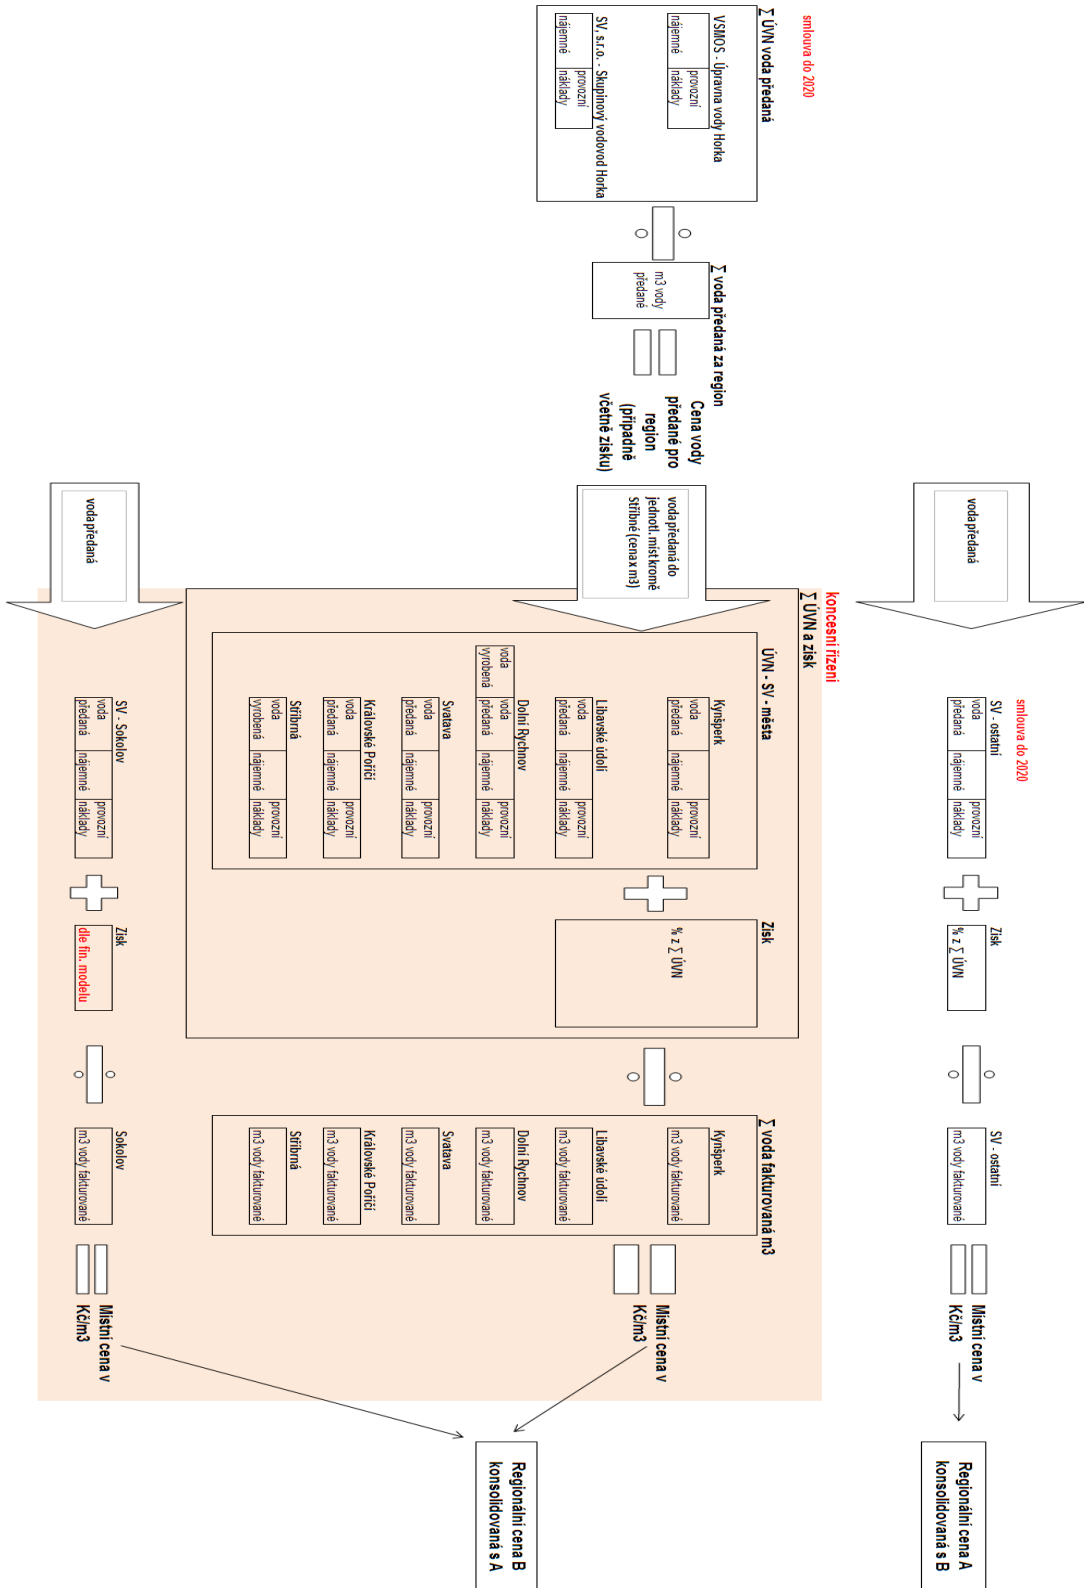 smlouva do 2020
∑ ÚVN voda předaná
VSMOS - Úpravna vody Horka
nájemné
provozní
náklady
SV, s.r.o. - Skupinový vodovod Horka
nájemné
provozní
náklady
∑ voda předaná za region
m3 vody
předané
Cena vody
předané pro
region
(případně
včetně zisku)
voda předaná
smlouva do 2020
SV - ostatní
voda
předaná
nájemné
provozní
náklady
Zisk
% z ∑ ÚVN
SV - ostatní
m3 vody fakturované
Místní cena v
Kč/m3
Regionální cena A
konsolidovaná s B
koncesní řízení
∑ ÚVN a zisk
voda předaná do
jednotl. míst kromě
Stříbné (cena x m3)
ÚVN - SV - města
Kynšperk
voda
předaná
nájemné
provozní
náklady
Libavské údolí
voda
předaná
nájemné
provozní
náklady
Dolní Rychnov
voda
vyrobená
voda
předaná
nájemné
provozní
náklady
Svatava
voda
předaná
nájemné
provozní
náklady
Královské Poříčí
voda
předaná
nájemné
provozní
náklady
Stříbrná
voda
vyrobená
nájemné
provozní
náklady
Zisk
% z ∑ ÚVN
∑ voda fakturovaná m3
Kynšperk
m3 vody fakturované
Libavské údolí
m3 vody fakturované
Dolní Rychnov
m3 vody fakturované
Svatava
m3 vody fakturované
Královské Poříčí
m3 vody fakturované
Stříbrná
m3 vody fakturované
Místní cena v
Kč/m3
Regionální cena B
konsolidovaná s A
voda předaná
SV - Sokolov
voda
předaná
nájemné
provozní
náklady
Zisk
dle fin. modelu
Sokolov
m3 vody fakturované
Místní cena v
Kč/m3